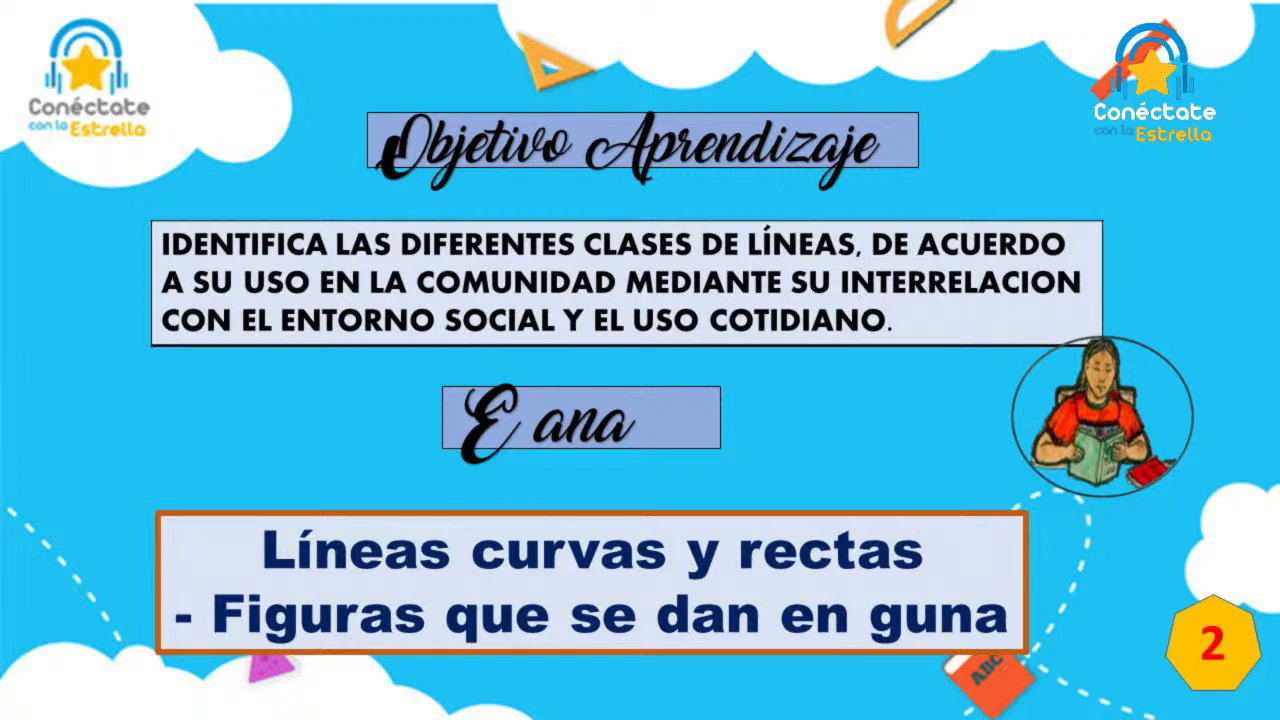 Conéctate
con la Estrella
Conéctate
con la Estrella
Objetivo Aprendizaje
IDENTIFICA LAS DIFERENTES CLASES DE LÍNEAS, DE ACUERDO
A SU USO EN LA COMUNIDAD MEDIANTE SU INTERRELACION
CON EL ENTORNO SOCIAL Y EL USO COTIDIANO.
E ana
Líneas curvas y rectas
- Figuras que se dan en guna
ABC
2